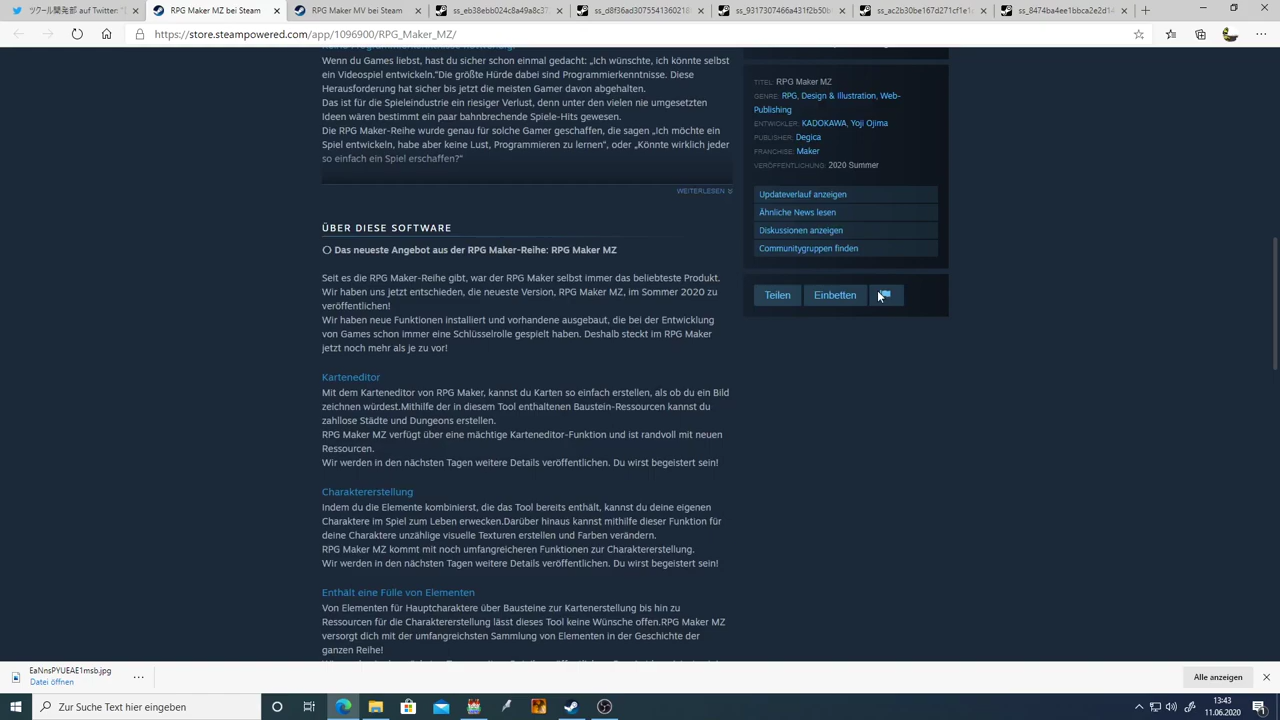 ツクール開発部 auf Twitter: "【
RPG Maker MZ bei Steam
RPG Maker MV bei Steam
ss_eb38ebb024c8a49a8c37
ss_d8f6ad30755413602180
ss_9317307466a431f2b50
ss_ac2b30be167d271cf1e1c
ss_8474ba4ee1bbca2e2d14
https://store.steampowered.com/app/1096900/RPG_Maker_MZ/
Wenn du Games liebst, hast du sicher schon einmal gedacht: „Ich wünschte, ich könnte selbst
ein Videospiel entwickeln."Die größte Hürde dabei sind Programmierkenntnisse. Diese
Herausforderung hat sicher bis jetzt die meisten Gamer davon abgehalten.
Das ist für die Spieleindustrie ein riesiger Verlust, denn unter den vielen nie umgesetzten
Ideen wären bestimmt ein paar bahnbrechende Spiele-Hits gewesen.
Die RPG Maker-Reihe wurde genau für solche Gamer geschaffen, die sagen „Ich möchte ein
Spiel entwickeln, habe aber keine Lust, Programmieren zu lernen", oder „Könnte wirklich jeder
so einfach ein Spiel erschaffen?"
WEITERLESEN
ÜBER DIESE SOFTWARE
Das neueste Angebot aus der RPG Maker-Reihe: RPG Maker MZ
Seit es die RPG Maker-Reihe gibt, war der RPG Maker selbst immer das beliebteste Produkt.
Wir haben uns jetzt entschieden, die neueste Version, RPG Maker MZ, im Sommer 2020 zu
veröffentlichen!
Wir haben neue Funktionen installiert und vorhandene ausgebaut, die bei der Entwicklung
von Games schon immer eine Schlüsselrolle gespielt haben. Deshalb steckt im RPG Maker
jetzt noch mehr als je zu vor!
Karteneditor
Mit dem Karteneditor von RPG Maker, kannst du Karten so einfach erstellen, als ob du ein Bild
zeichnen würdest.Mithilfe der in diesem Tool enthaltenen Baustein-Ressourcen kannst du
zahllose Städte und Dungeons erstellen.
RPG Maker MZ verfügt über eine mächtige Karteneditor-Funktion und ist randvoll mit neuen
Ressourcen.
Wir werden in den nächsten Tagen weitere Details veröffentlichen. Du wirst begeistert sein!
Charaktererstellung
Indem du die Elemente kombinierst, die das Tool bereits enthält, kannst du deine eigenen
Charaktere im Spiel zum Leben erwecken.Darüber hinaus kannst mithilfe dieser Funktion für
deine Charaktere unzählige visuelle Texturen erstellen und Farben verändern.
RPG Maker MZ kommt mit noch umfangreicheren Funktionen zur Charaktererstellung.
Wir werden in den nächsten Tagen weitere Details veröffentlichen. Du wirst begeistert sein!
Enthält eine Fülle von Elementen
Von Elementen für Hauptcharaktere über Bausteine zur Kartenerstellung bis hin zu
Ressourcen für die Charaktererstellung lässt dieses Tool keine Wünsche offen.RPG Maker MZ
versorgt dich mit der umfangreichsten Sammlung von Elementen in der Geschichte der
ganzen Reihe!
TITEL: RPG Maker MZ
GENRE: RPG, Design & Illustration, Web-
Publishing
ENTWICKLER: KADOKAWA, Yoji Ojima
PUBLISHER: Degica
FRANCHISE: Maker
VERÖFFENTLICHUNG: 2020 Summer
Updateverlauf anzeigen
Ähnliche News lesen
Diskussionen anzeigen
Communitygruppen finden
Teilen
Einbetten
EaNnsPYUEAE1msb.jpg
Datei öffnen
Alle anzeigen
Zur Suche Text hier eingeben
13:43
11.06.2020